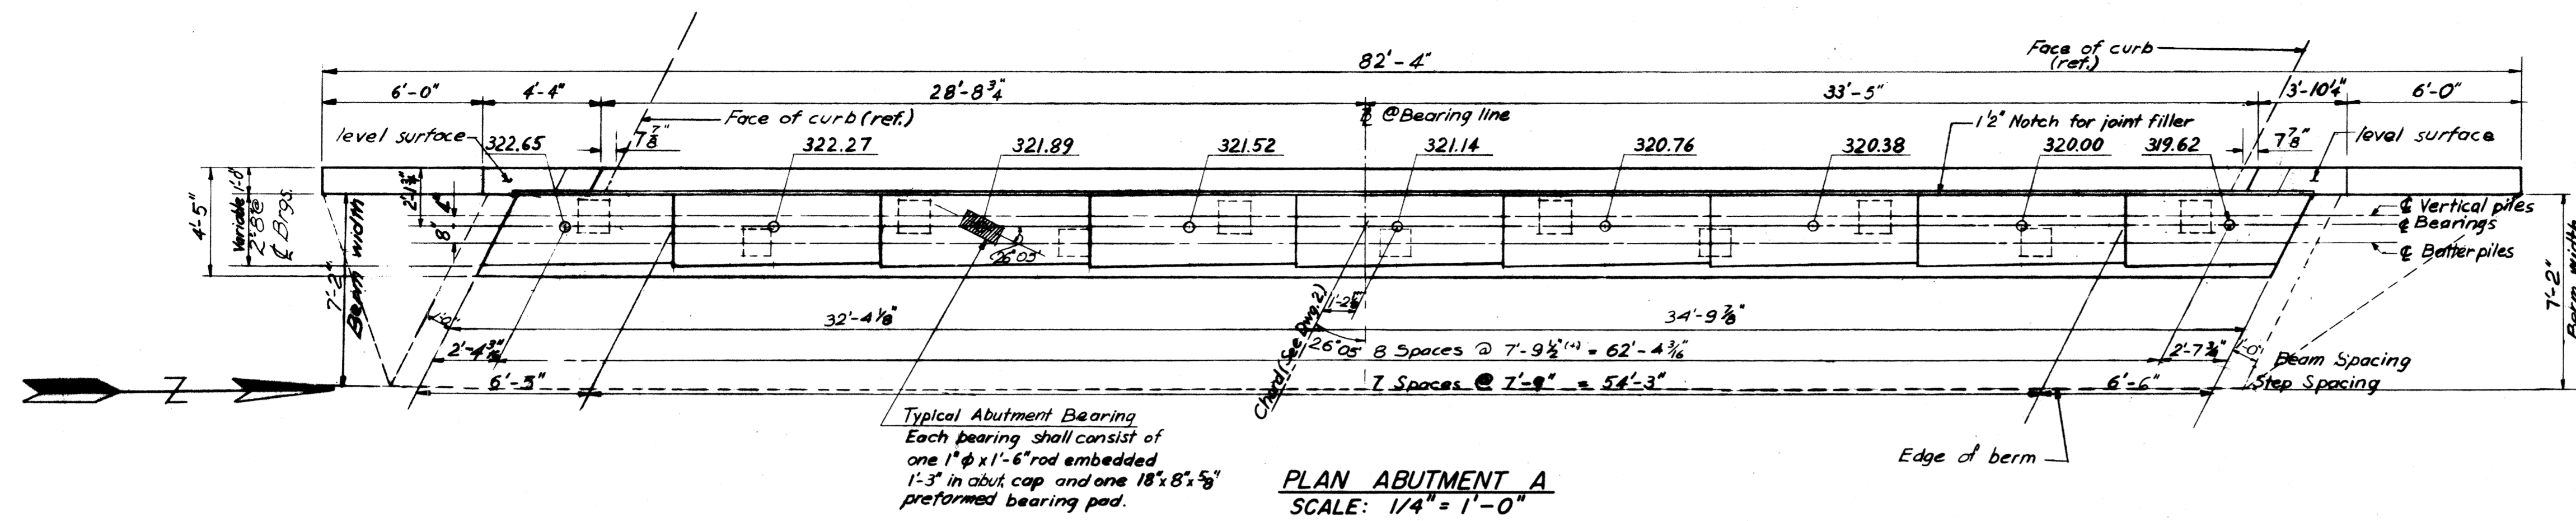 Face of curb
(ref.)
82'-4"
6'-0"
4'-4"
28'-8 3/4"
33'-5"
3'-10 1/4"
6'-0"
Face of curb (ref.)
@Bearing line
1'2" Notch for joint filler
level surface
7 7/8"
7 7/8"
level surface
322.65
322.27
321.89
321.52
321.14
320.76
320.38
320.00
319.62
4'-5"
Variable 1'-0"
2'-8@
℄ Brgs.
7'-2"
Beam width
8"
4"
26°05'
℄ Vertical piles
℄ Bearings
℄ Batter piles
7'-2"
Berm width
1'-0"
32'-4 1/8"
34'-9 7/8"
Chord (See Dwg. 2)
26°05'
2'-4 3/16"
8 Spaces @ 7'-9 1/2"(+) = 62'-4 3/16"
1'-0"
Beam Spacing
6'-3"
7 Spaces @ 7'-9" = 54'-3"
6'-6"
Step Spacing
Z
Typical Abutment Bearing
Each bearing shall consist of
one 1" φ x 1'-6" rod embedded
1'-3" in abut. cap and one 18" x 8" x 5/8"
preformed bearing pad.
Edge of berm
PLAN ABUTMENT A
SCALE: 1/4" = 1'-0"